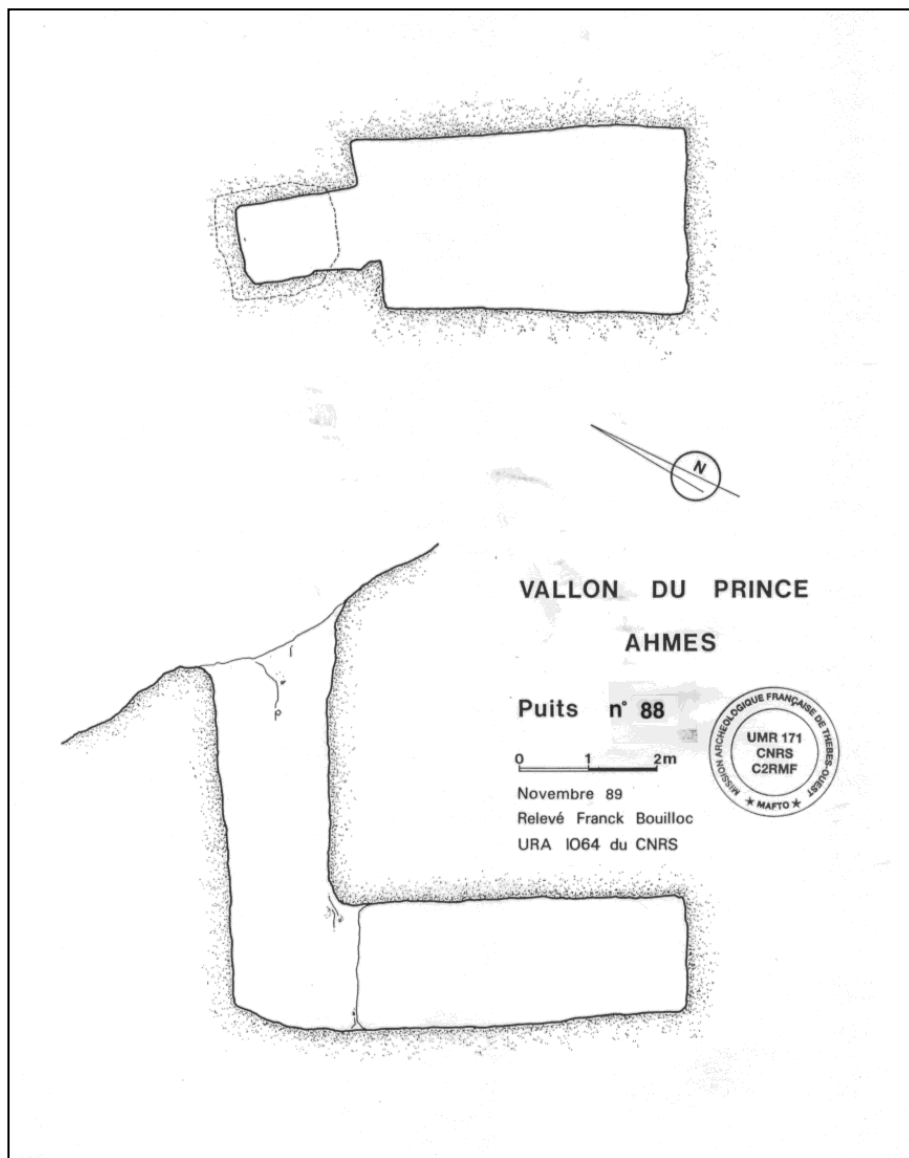 N
VALLON DU PRINCE
AHMES
Puits n° 88
0 1 2m
Novembre 89
Relevé Franck Bouilloc
URA IO64 du CNRS
MISSION ARCHEOLOGIQUE FRANÇAISE DE THEBES-OUEST
UMR 171
CNRS
C2RMF
★ MAFTO ★